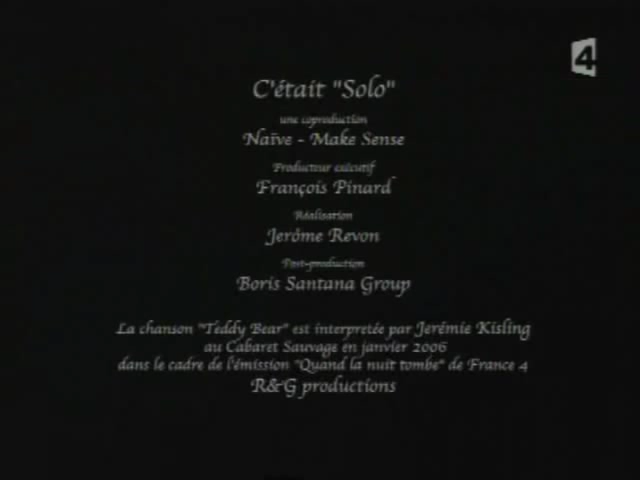 4
C'était "Solo"
une coproduction
Naïve - Make Sense
Producteur exécutif
François Pinard
Réalisation
Jerôme Revon
Post-production
Boris Santana Group
La chanson "Teddy Bear" est interpretée par Jerémie Kisling
au Cabaret Sauvage en janvier 2006
dans le cadre de l'émission "Quand la nuit tombe" de France 4
R&G productions